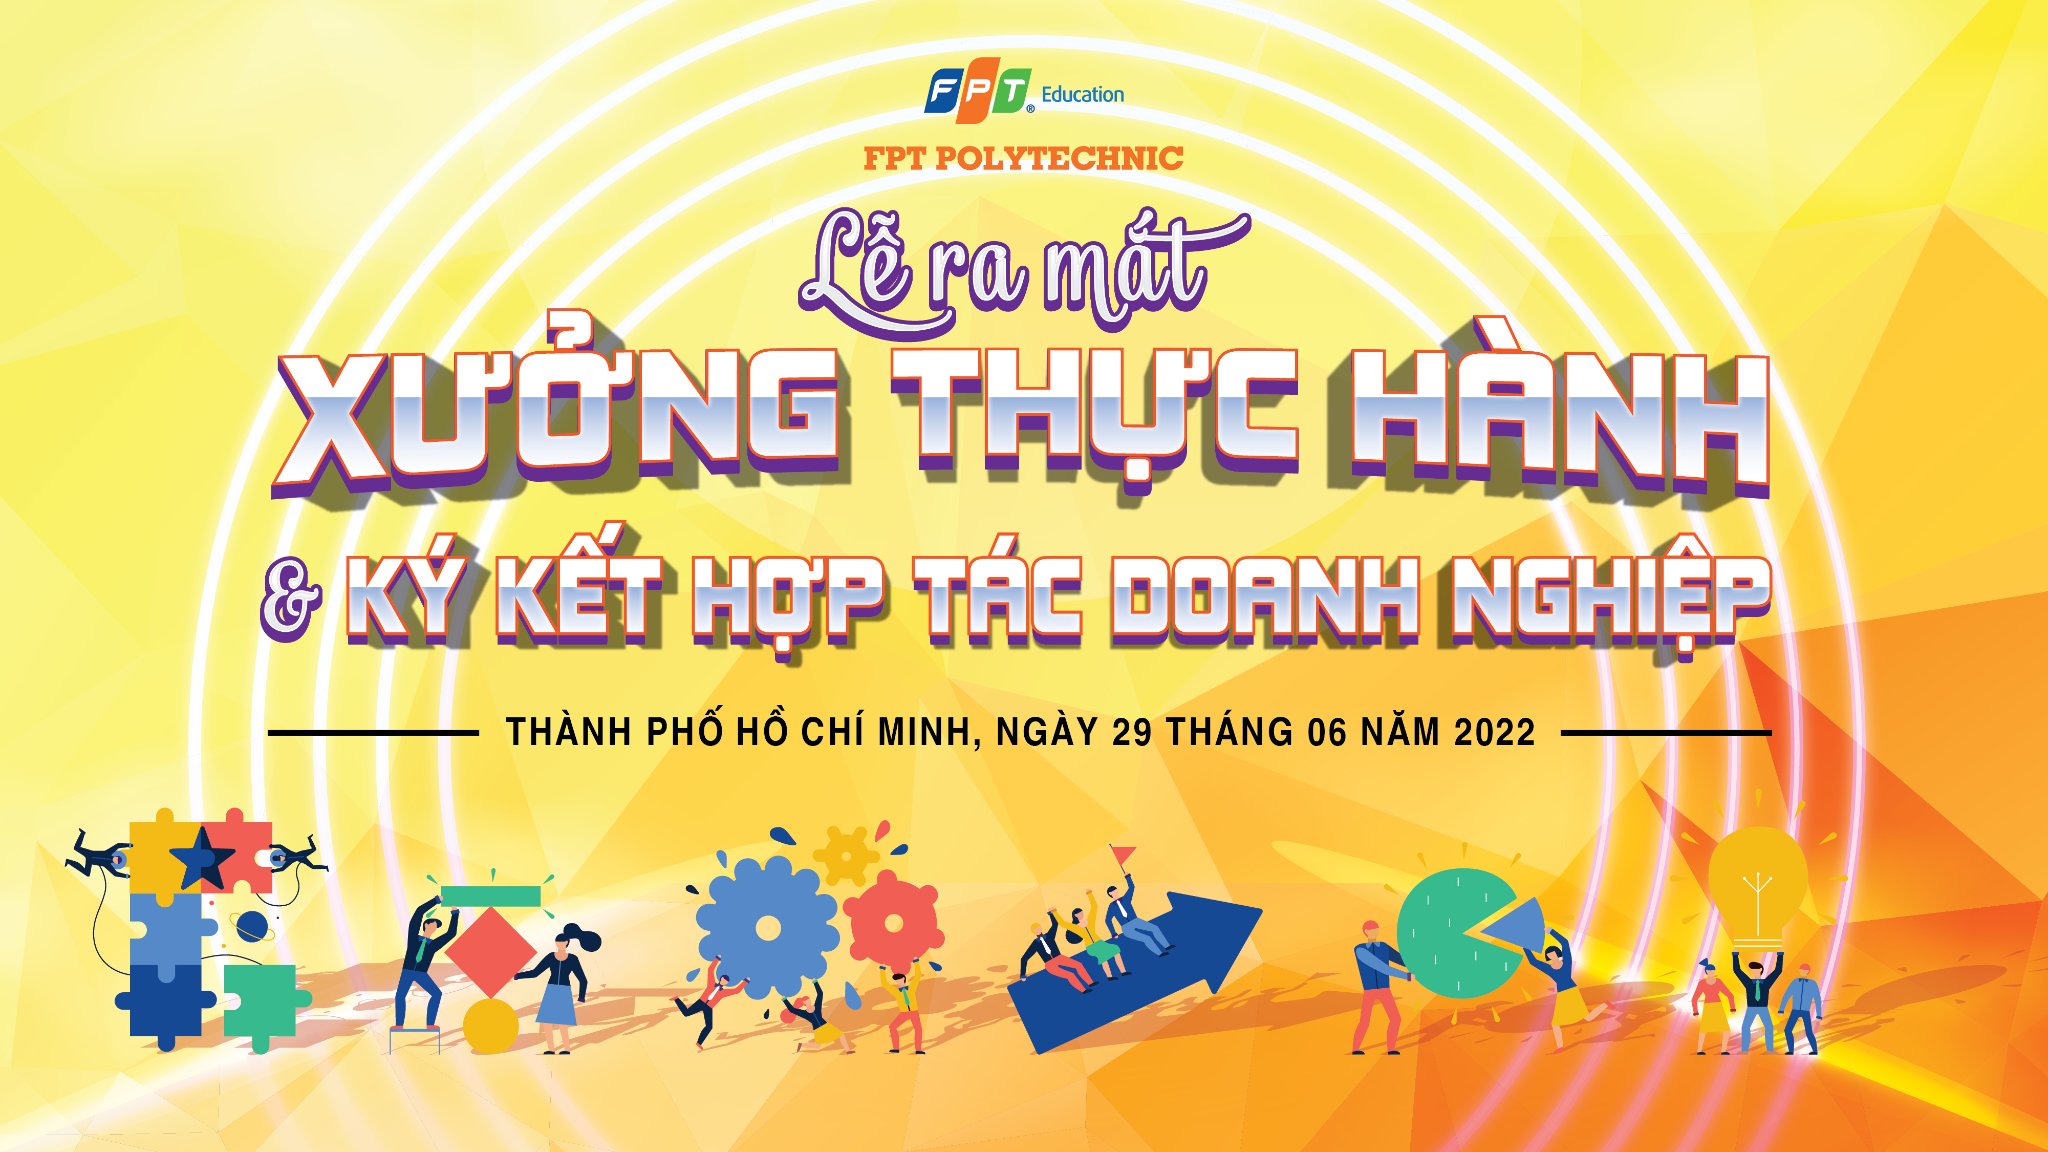 FPT® Education
FPT POLYTECHNIC
Lễ ra mắt
XƯỞNG THỰC HÀNH
& KÝ KẾT HỢP TÁC DOANH NGHIỆP
THÀNH PHỐ HỒ CHÍ MINH, NGÀY 29 THÁNG 06 NĂM 2022